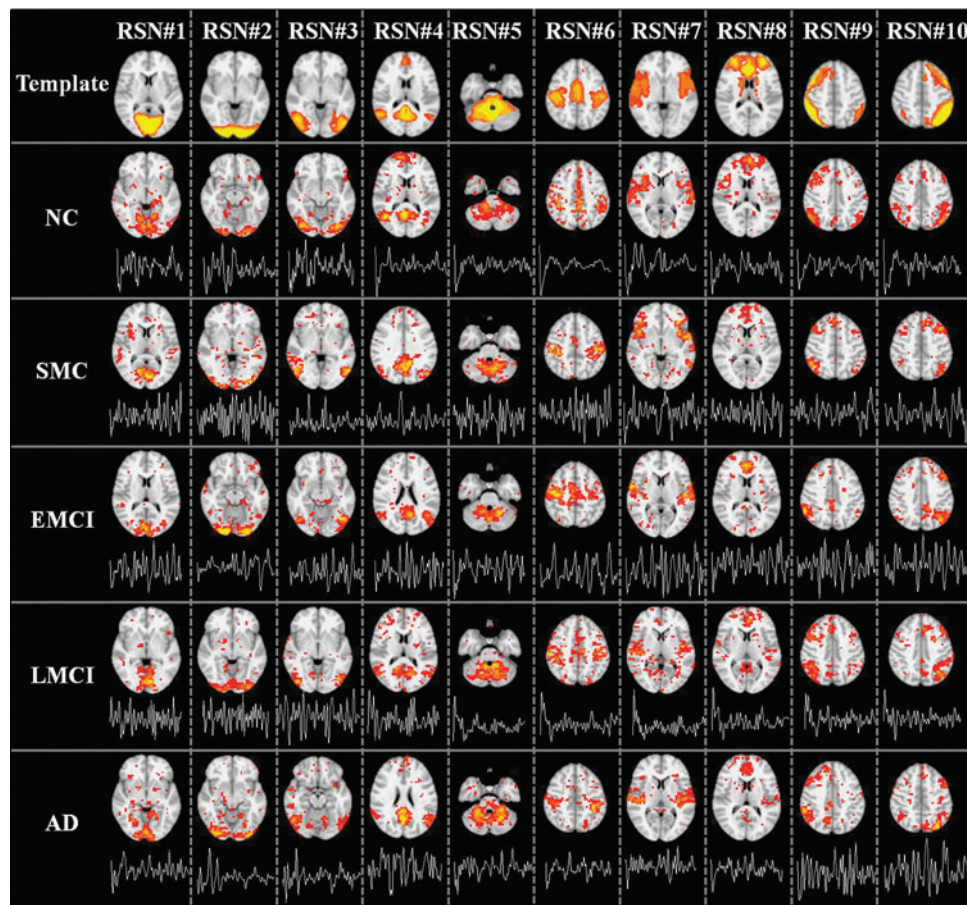 RSN#1 RSN#2 RSN#3 RSN#4 RSN#5 RSN#6 RSN#7 RSN#8 RSN#9 RSN#10
Template
NC
SMC
EMCI
LMCI
AD